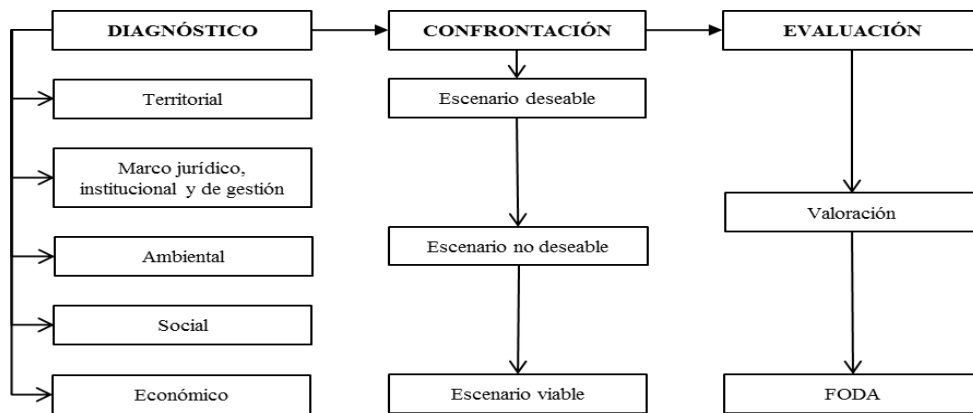 DIAGNÓSTICO
CONFRONTACIÓN
EVALUACIÓN
Territorial
Marco jurídico,
institucional y de gestión
Ambiental
Social
Económico
Escenario deseable
Escenario no deseable
Escenario viable
Valoración
FODA